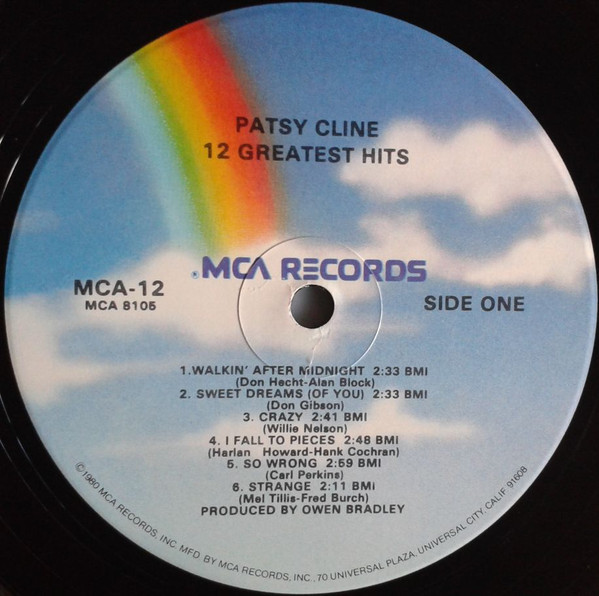 PATSY CLINE
12 GREATEST HITS
MCA RECORDS
MCA-12
MCA 8105
SIDE ONE
1.WALKIN' AFTER MIDNIGHT 2:33 BMI
(Don Hecht-Alan Block)
2. SWEET DREAMS (OF YOU) 2:33 BMI
(Don Gibson)
3. CRAZY 2:41 BMI
(Willie Nelson)
4. I FALL TO PIECES 2:48 BMI
(Harlan Howard-Hank Cochran)
5. SO WRONG 2:59 BMI
(Carl Perkins)
6. STRANGE 2:11 BMI
(Mel Tillis-Fred Burch)
PRODUCED BY OWEN BRADLEY
©1980 MCA RECORDS, INC. MFD. BY MCA RECORDS, INC., 70 UNIVERSAL PLAZA, UNIVERSAL CITY, CALIF. 91608